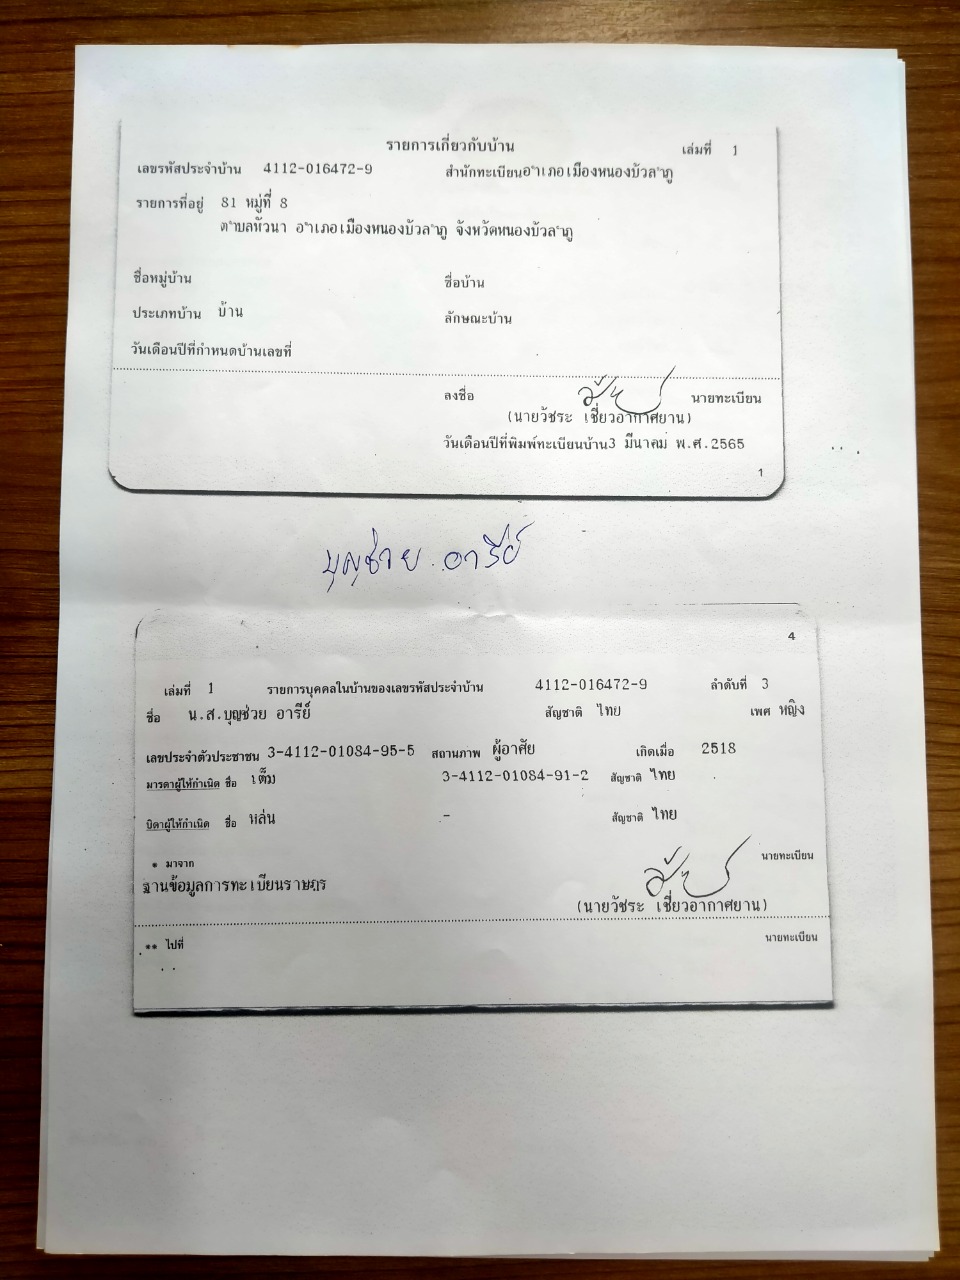 รายการเกี่ยวกับบ้าน เล่มที่ 1
เลขรหัสประจำบ้าน 4112-016472-9 สำนักทะเบียน อำเภอเมืองหนองบัวลำภู
รายการที่อยู่ 81 หมู่ที่ 8
ตำบลหัวนา อำเภอเมืองหนองบัวลำภู จังหวัดหนองบัวลำภู
ชื่อหมู่บ้าน ชื่อบ้าน
ประเภทบ้าน บ้าน ลักษณะบ้าน
วันเดือนปีที่กำหนดบ้านเลขที่
ลงชื่อ นายทะเบียน
(นายวัชระ เชี่ยวอากาศยาน)
วันเดือนปีที่พิมพ์ทะเบียนบ้าน 3 มีนาคม พ.ศ.2565
1
บุญช่วย อารีย์
4
เล่มที่ 1 รายการบุคคลในบ้านของเลขรหัสประจำบ้าน 4112-016472-9 ลำดับที่ 3
ชื่อ น.ส.บุญช่วย อารีย์ สัญชาติ ไทย เพศ หญิง
เลขประจำตัวประชาชน 3-4112-01084-95-5 สถานภาพ ผู้อาศัย เกิดเมื่อ 2518
มารดาผู้ให้กำเนิด ชื่อ เต็ม 3-4112-01084-91-2 สัญชาติ ไทย
บิดาผู้ให้กำเนิด ชื่อ หล่น - สัญชาติ ไทย
* มาจาก นายทะเบียน
ฐานข้อมูลการทะเบียนราษฎร
(นายวัชระ เชี่ยวอากาศยาน)
** ไปที่ นายทะเบียน